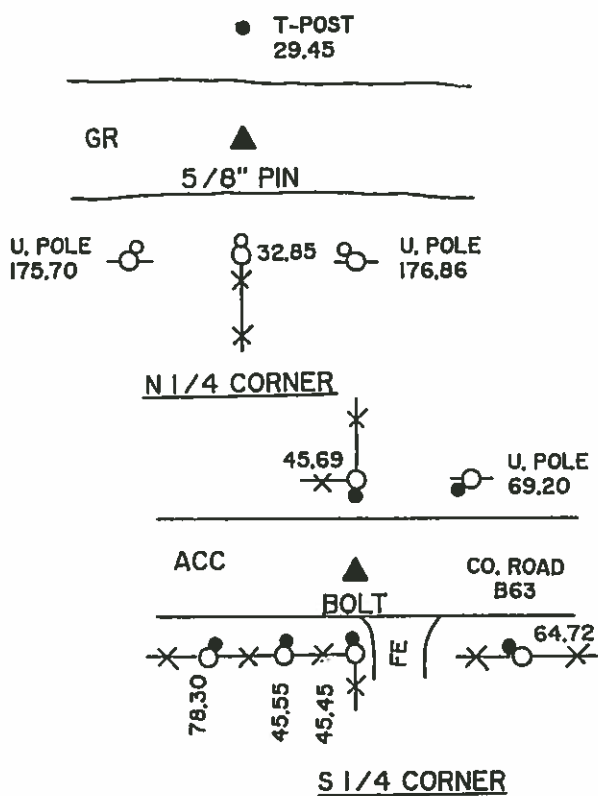 T-POST
29.45
GR
5/8" PIN
U. POLE
175.70
32.85
U. POLE
176.86
N 1/4 CORNER
45.69
U. POLE
69.20
ACC
CO. ROAD
B63
BOLT
FE
64.72
78.30
45.55
45.45
S 1/4 CORNER